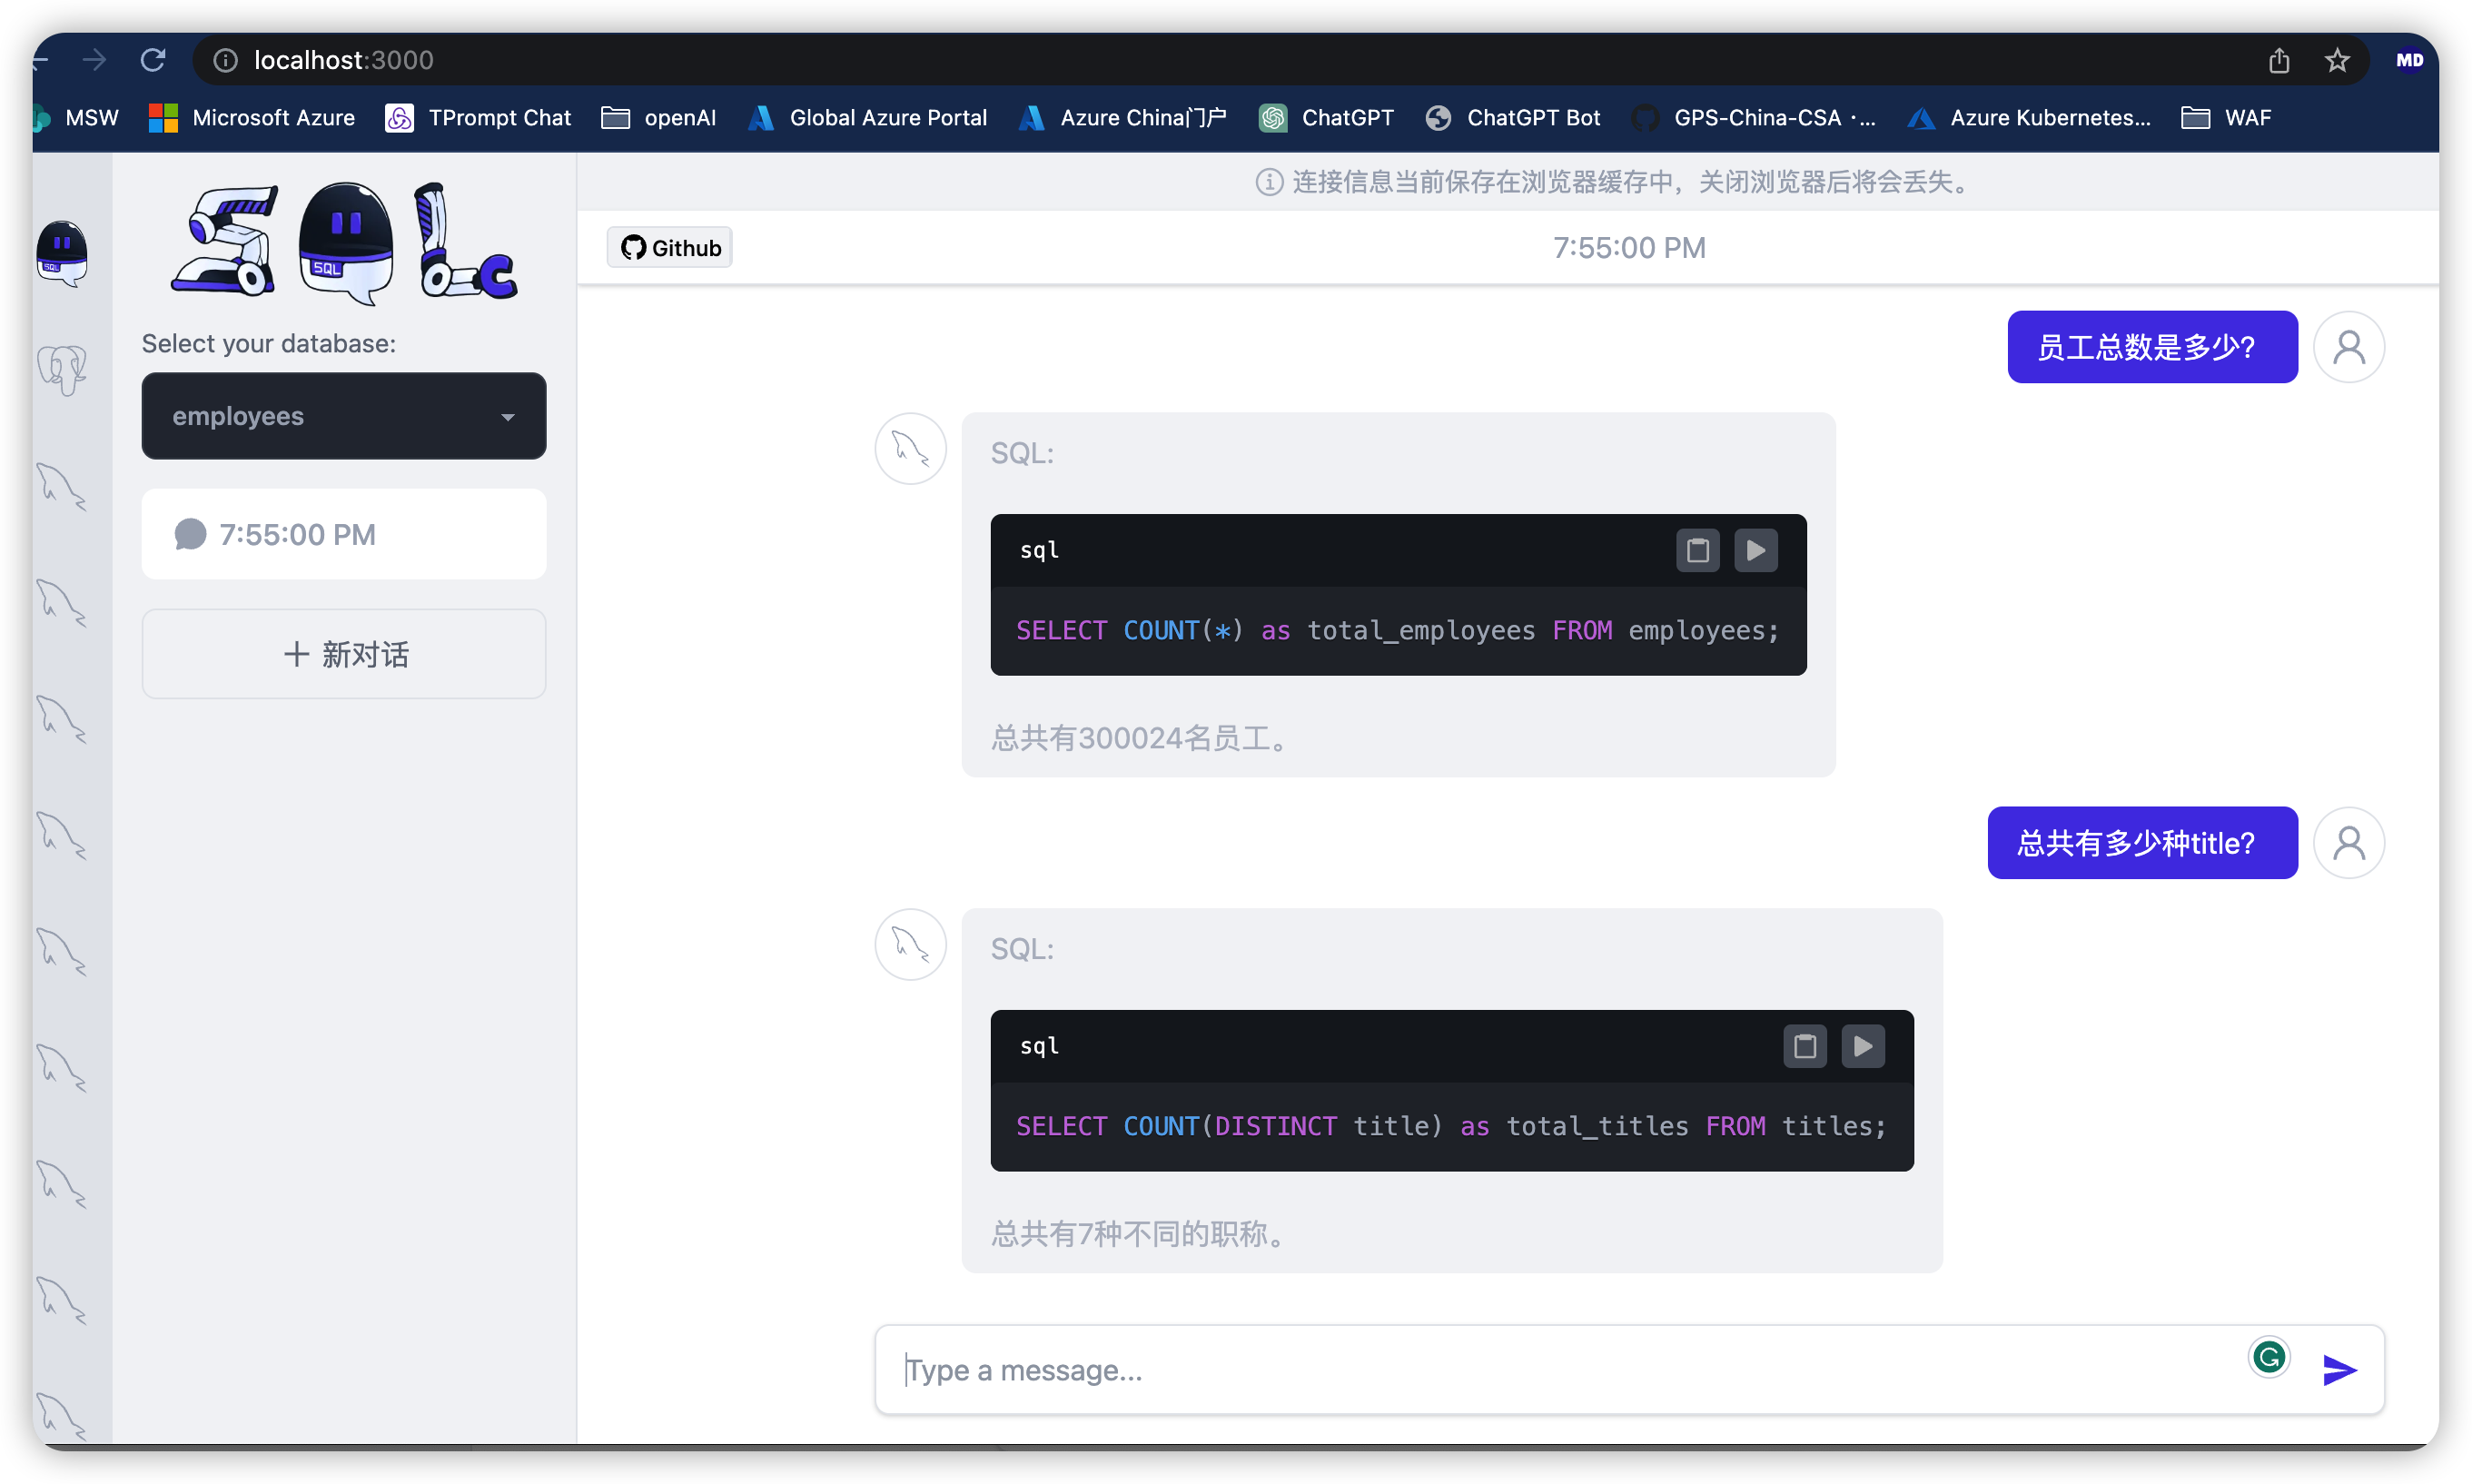 localhost:3000
MD
MSW Microsoft Azure TPrompt Chat openAI Global Azure Portal Azure China门户 ChatGPT ChatGPT Bot GPS-China-CSA ·... Azure Kubernetes... WAF
连接信息当前保存在浏览器缓存中，关闭浏览器后将会丢失。
SQL
SQL
C
Github
7:55:00 PM
Select your database:
employees
7:55:00 PM
新对话
员工总数是多少?
SQL:
sql
SELECT COUNT(*) as total_employees FROM employees;
总共有300024名员工。
总共有多少种title?
SQL:
sql
SELECT COUNT(DISTINCT title) as total_titles FROM titles;
总共有7种不同的职称。
Type a message...